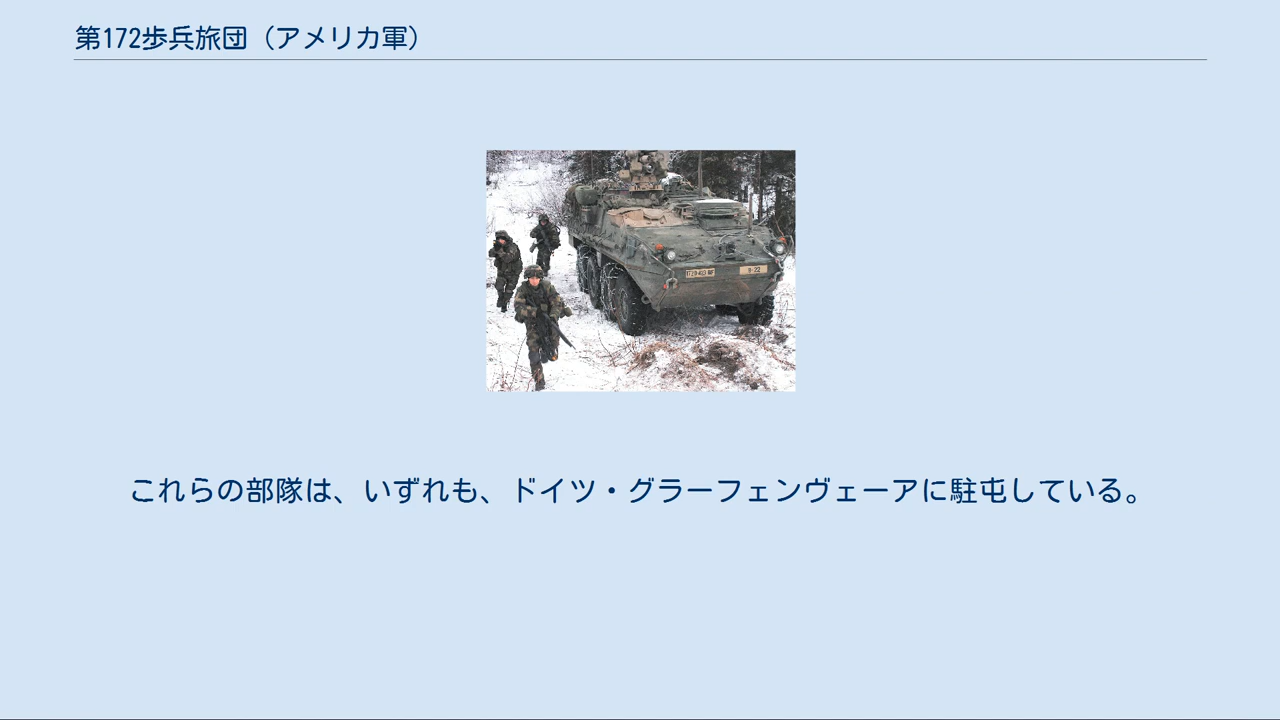 第172歩兵旅団（アメリカ軍）
これらの部隊は、いずれも、ドイツ・グラーフェンヴェーアに駐屯している。